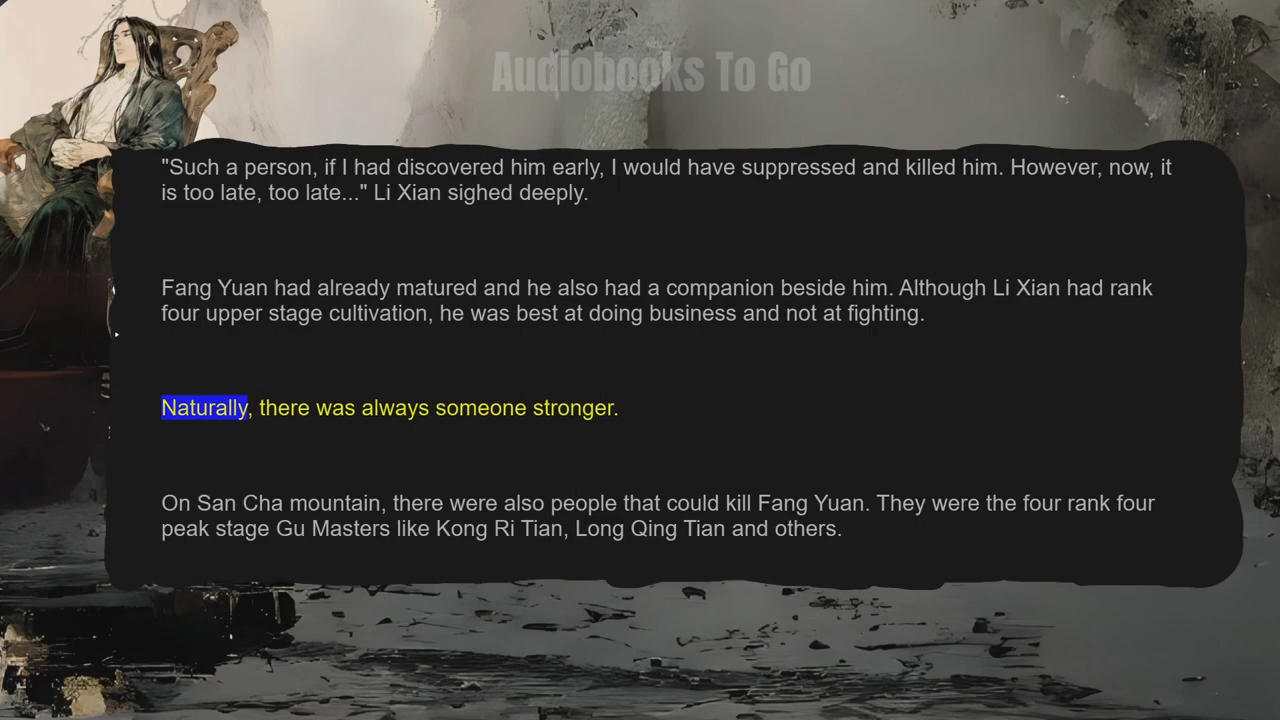 Audiobooks To Go
"Such a person, if I had discovered him early, I would have suppressed and killed him. However, now, it
is too late, too late..." Li Xian sighed deeply.
Fang Yuan had already matured and he also had a companion beside him. Although Li Xian had rank
four upper stage cultivation, he was best at doing business and not at fighting.
Naturally, there was always someone stronger.
On San Cha mountain, there were also people that could kill Fang Yuan. They were the four rank four
peak stage Gu Masters like Kong Ri Tian, Long Qing Tian and others.